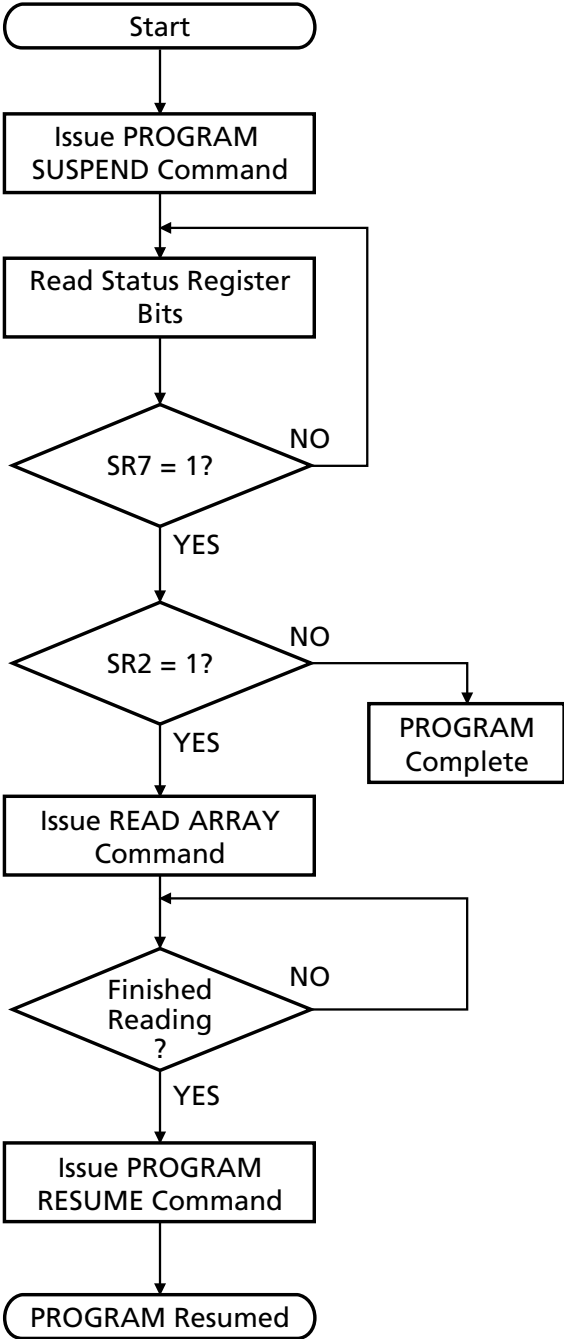 Start
Issue PROGRAM
SUSPEND Command
Read Status Register
Bits
NO
SR7 = 1?
YES
NO
SR2 = 1?
PROGRAM
Complete
YES
Issue READ ARRAY
Command
NO
Finished
Reading
?
YES
Issue PROGRAM
RESUME Command
PROGRAM Resumed